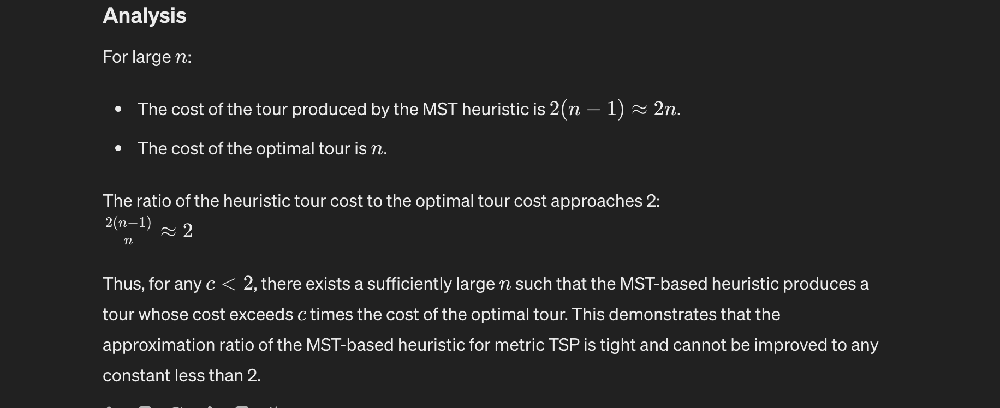 Analysis
For large n:
• The cost of the tour produced by the MST heuristic is 2(n − 1) ≈ 2n.
• The cost of the optimal tour is n.
The ratio of the heuristic tour cost to the optimal tour cost approaches 2:
2(n−1)/n ≈ 2
Thus, for any c < 2, there exists a sufficiently large n such that the MST-based heuristic produces a
tour whose cost exceeds c times the cost of the optimal tour. This demonstrates that the
approximation ratio of the MST-based heuristic for metric TSP is tight and cannot be improved to any
constant less than 2.